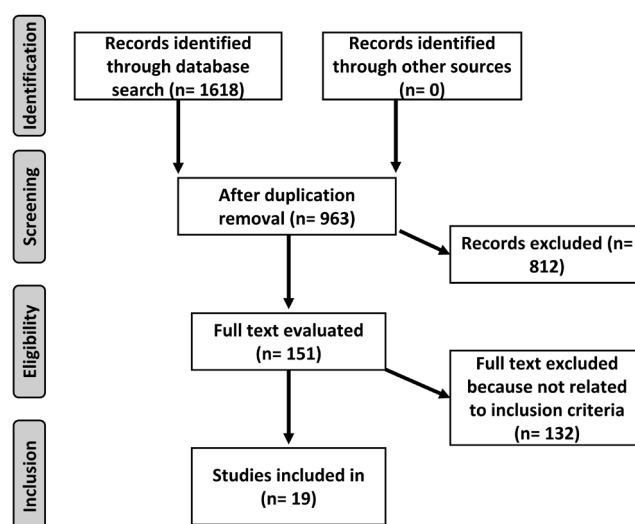 Identification
Records identified
through database
search (n= 1618)
Records identified
through other sources
(n= 0)
Screening
After duplication
removal (n= 963)
Records excluded (n=
812)
Eligibility
Full text evaluated
(n= 151)
Full text excluded
because not related
to inclusion criteria
(n= 132)
Inclusion
Studies included in
(n= 19)